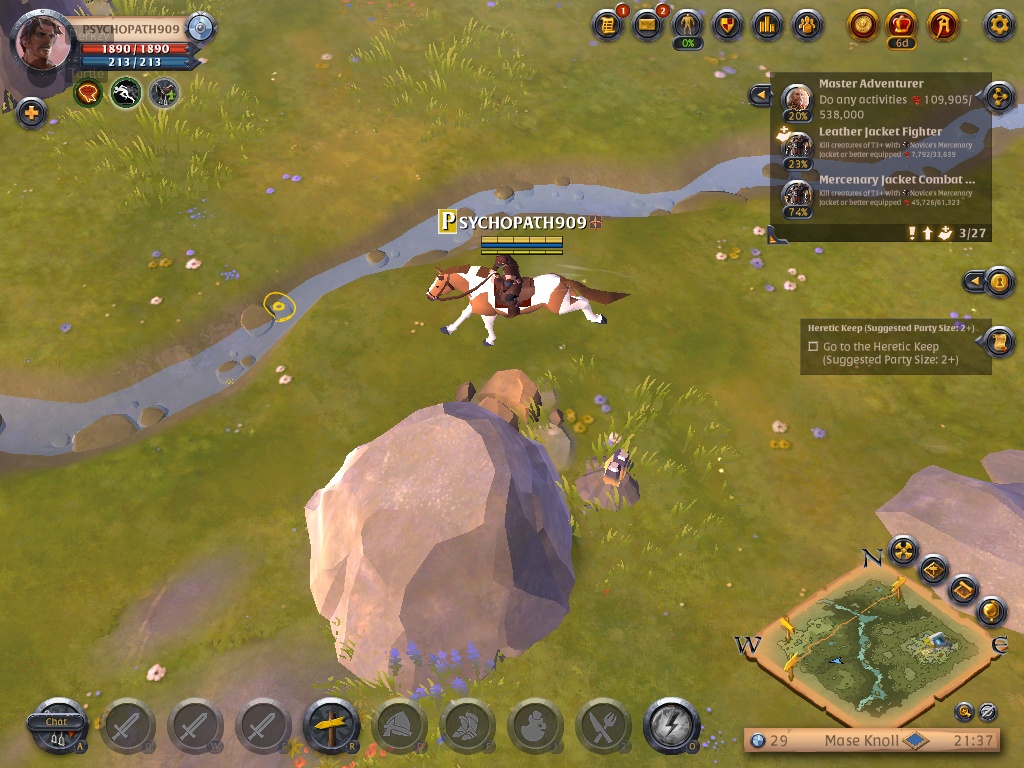 PSYCHOPATH909
1890 / 1890
213 / 213
1
2
0%
6d
Master Adventurer
Do any activities 109,905/
538,000
20%
Leather Jacket Fighter
Kill creatures of T3+ with Novice's Mercenary
Jacket or better equipped 7,792/33,639
23%
Mercenary Jacket Combat ...
Kill creatures of T3+ with Novice's Mercenary
Jacket or better equipped 45,726/61,323
74%
3/27
PSYCHOPATH909
Heretic Keep (Suggested Party Size: 2+)
Go to the Heretic Keep
(Suggested Party Size: 2+)
N
W
E
Chat
A
Q
W
E
R
F
O
29
Mase Knoll
21:37